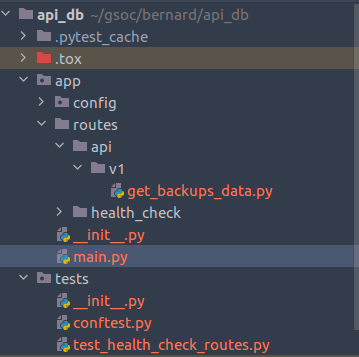 api_db ~/gsoc/bernard/api_db
.pytest_cache
.tox
app
config
routes
api
v1
get_backups_data.py
health_check
__init__.py
main.py
tests
__init__.py
conftest.py
test_health_check_routes.py